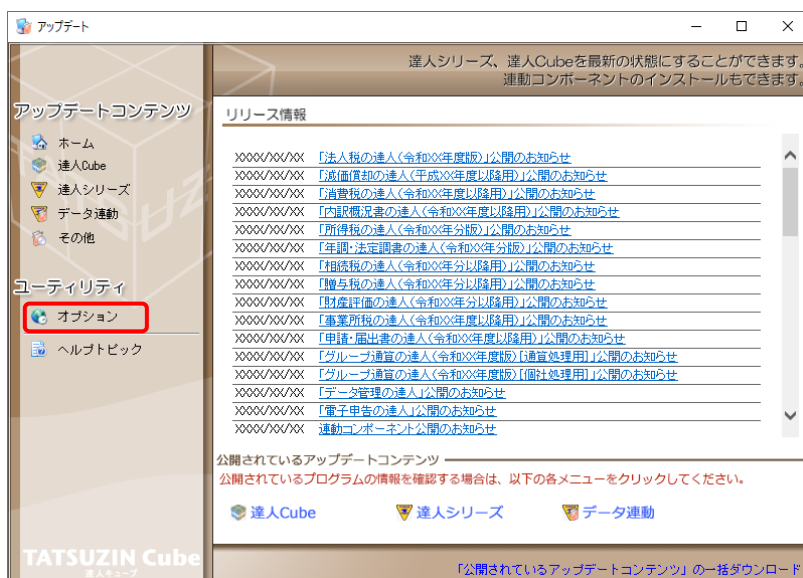 アップデート
達人シリーズ、達人Cubeを最新の状態にすることができます。
連動コンポーネントのインストールもできます。
アップデートコンテンツ
ホーム
達人Cube
達人シリーズ
データ連動
その他
ユーティリティ
オプション
ヘルプトピック
リリース情報
XXXX/XX/XX 「法人税の達人(令和XX年度版)」公開のお知らせ
XXXX/XX/XX 「減価償却の達人(平成XX年度以降用)」公開のお知らせ
XXXX/XX/XX 「消費税の達人(令和XX年度以降用)」公開のお知らせ
XXXX/XX/XX 「内訳概況書の達人(令和XX年度以降用)」公開のお知らせ
XXXX/XX/XX 「所得税の達人(令和XX年分版)」公開のお知らせ
XXXX/XX/XX 「年調・法定調書の達人(令和XX年分版)」公開のお知らせ
XXXX/XX/XX 「相続税の達人(令和XX年分以降用)」公開のお知らせ
XXXX/XX/XX 「贈与税の達人(令和XX年分以降用)」公開のお知らせ
XXXX/XX/XX 「財産評価の達人(令和XX年分以降用)」公開のお知らせ
XXXX/XX/XX 「事業所税の達人(令和XX年度以降用)」公開のお知らせ
XXXX/XX/XX 「申請・届出書の達人(令和XX年度以降用)」公開のお知らせ
XXXX/XX/XX 「グループ通算の達人(令和XX年度版)[通算処理用]」公開のお知らせ
XXXX/XX/XX 「グループ通算の達人(令和XX年度版)[個社処理用]」公開のお知らせ
XXXX/XX/XX 「データ管理の達人」公開のお知らせ
XXXX/XX/XX 「電子申告の達人」公開のお知らせ
XXXX/XX/XX 連動コンポーネント公開のお知らせ
公開されているアップデートコンテンツ
公開されているプログラムの情報を確認する場合は、以下の各メニューをクリックしてください。
達人Cube 達人シリーズ データ連動
TATSUZIN Cube
達人キューブ
「公開されているアップデートコンテンツ」の一括ダウンロード